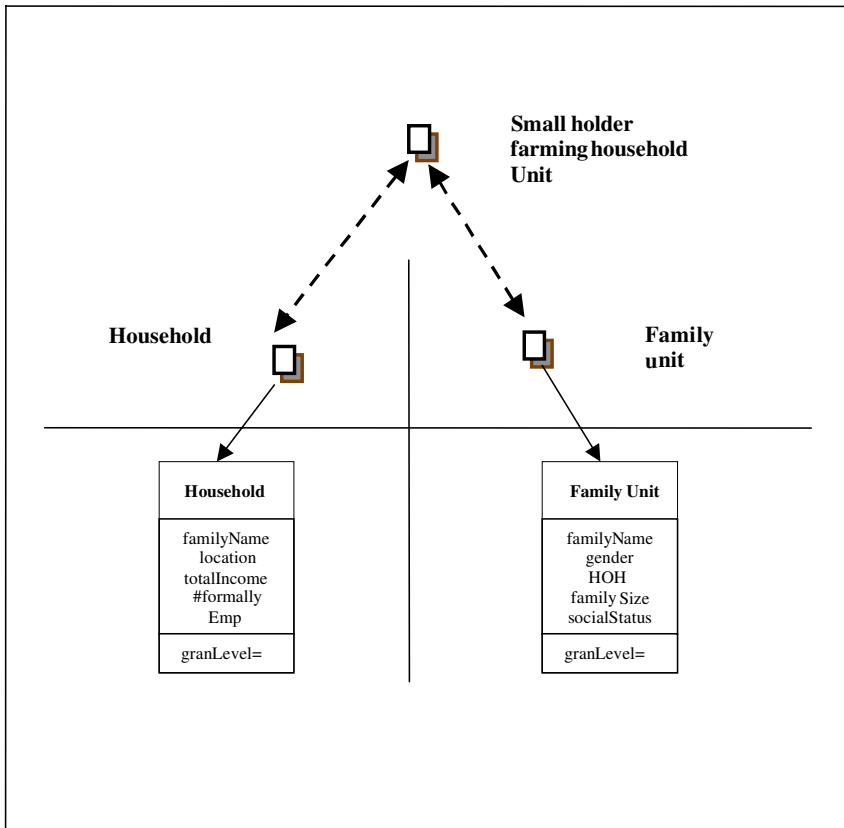 Small holder
farming household
Unit
Household
Family
unit
Household
familyName
location
totalIncome
#formally
Emp
granLevel=
Family Unit
familyName
gender
HOH
family Size
socialStatus
granLevel=